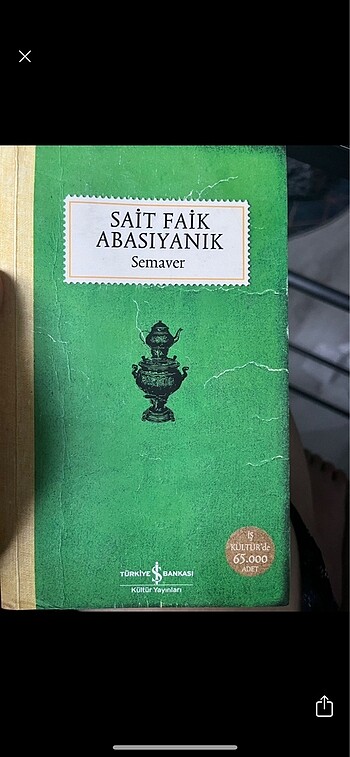 SAİT FAİK
ABASIYANIK
Semaver
İŞ
KÜLTÜR'de
65.000
ADET
TÜRKİYE İŞ BANKASI
Kültür Yayınları